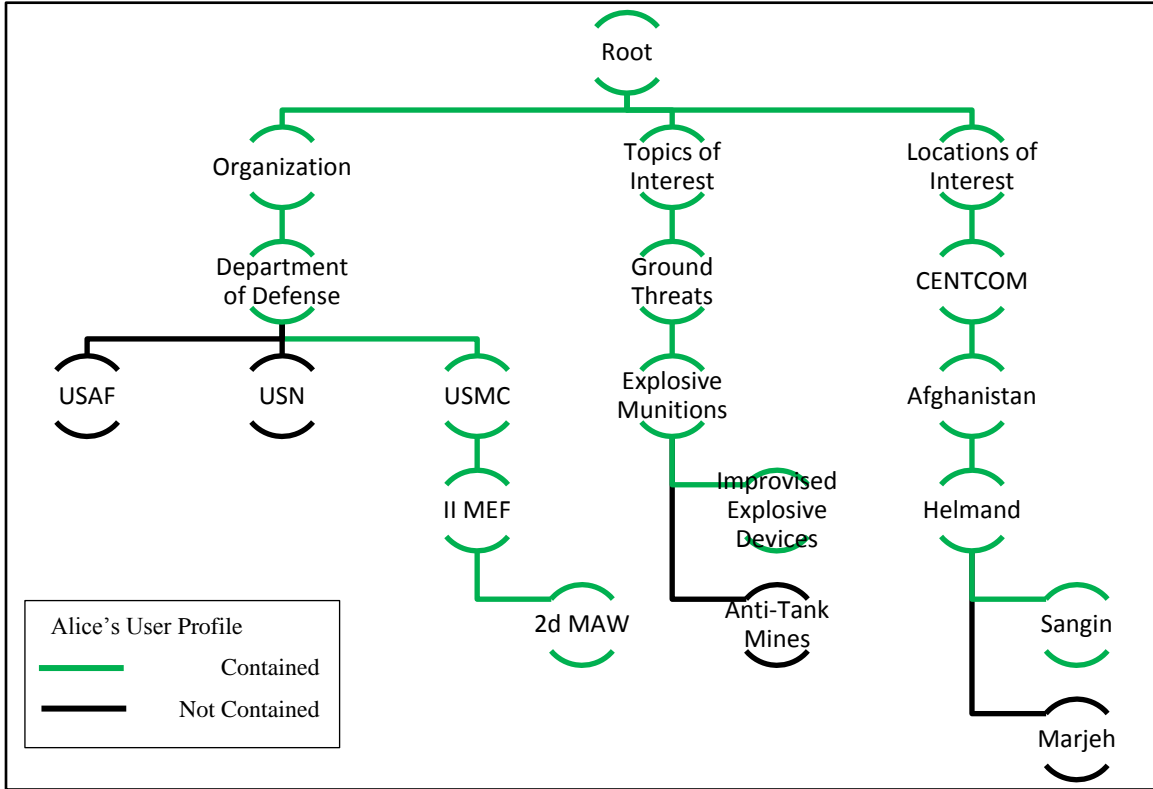 Root
Organization
Topics of
Interest
Locations of
Interest
Department
of Defense
Ground
Threats
CENTCOM
USAF
USN
USMC
Explosive
Munitions
Afghanistan
II MEF
Improvised
Explosive
Devices
Helmand
2d MAW
Anti-Tank
Mines
Sangin
Marjeh
Alice's User Profile
Contained
Not Contained